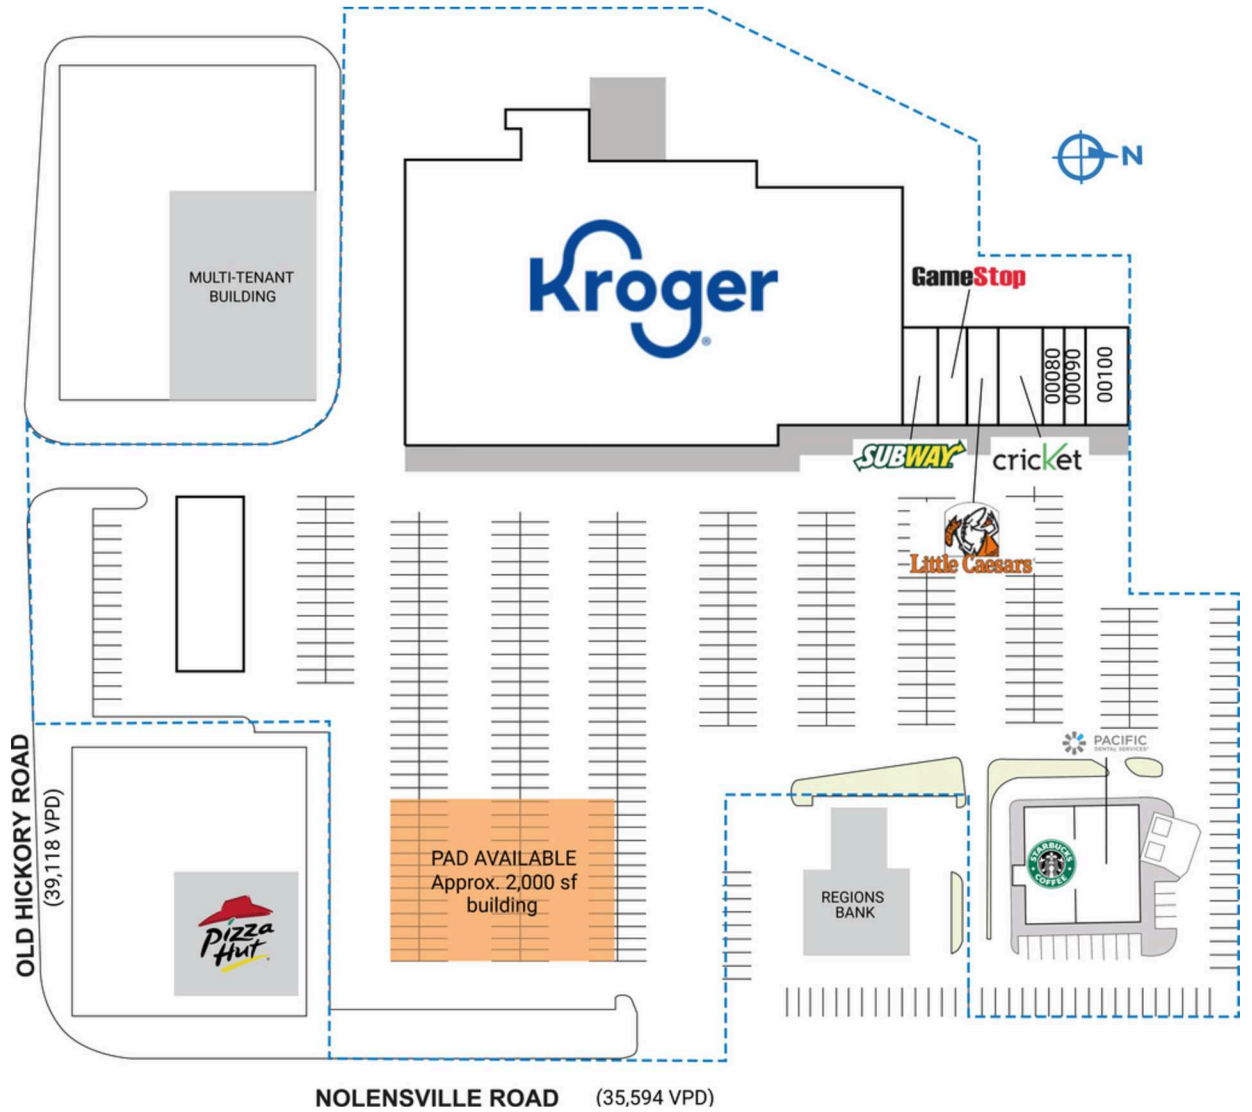 N
MULTI-TENANT
BUILDING
Kroger
®
GameStop
00080
00090
00100
SUBWAY
cricket
Little Caesars
PACIFIC
DENTAL SERVICES®
OLD HICKORY ROAD
(39,118 VPD)
PAD AVAILABLE
Approx. 2,000 sf
building
STARBUCKS
COFFEE
REGIONS
BANK
Pizza
Hut
NOLENSVILLE ROAD (35,594 VPD)